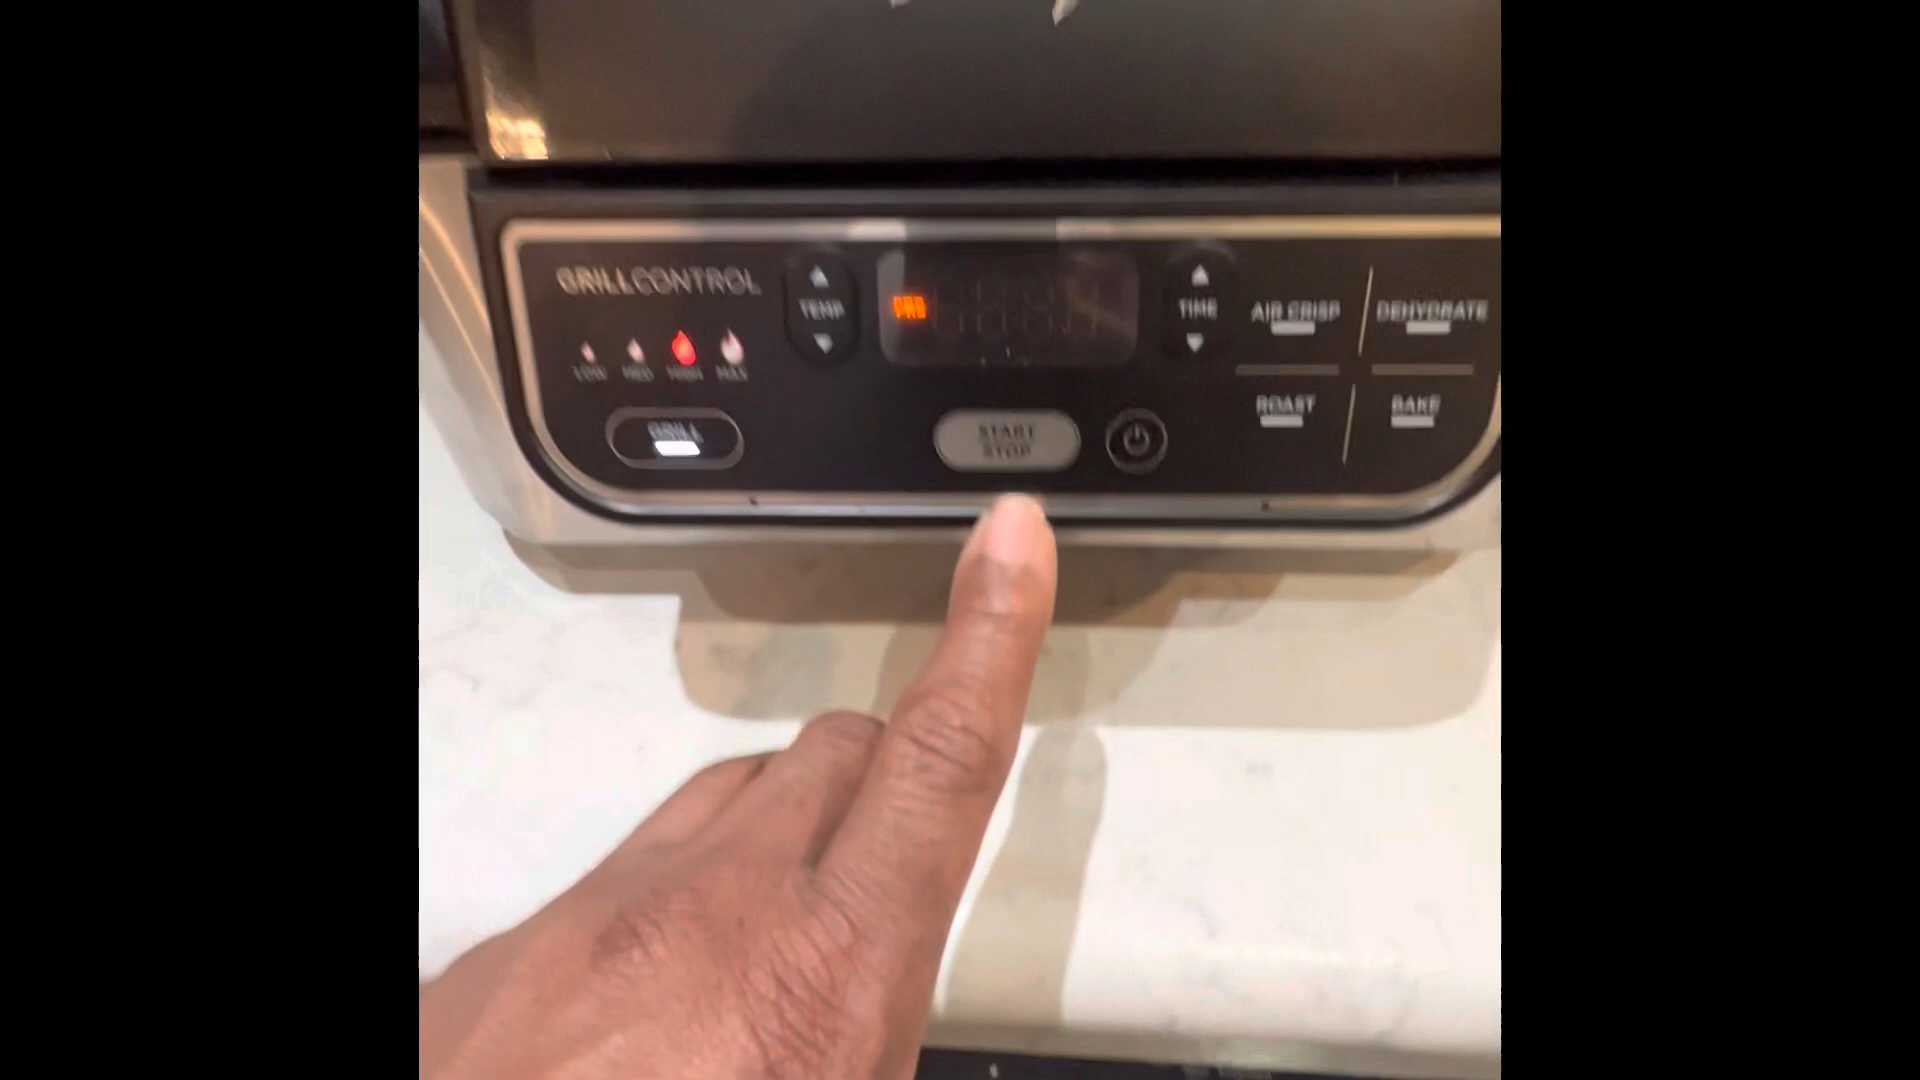 GRILLCONTROL
TEMP
TIME
AIR CRISP
DEHYDRATE
LOW MED HIGH MAX
ROAST
BAKE
GRILL
START
STOP